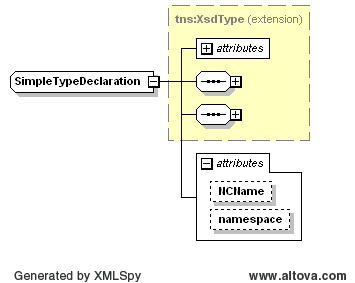 tns:XsdType (extension)
attributes
SimpleTypeDeclaration
attributes
NCName
namespace
Generated by XMLSpy
www.altova.com